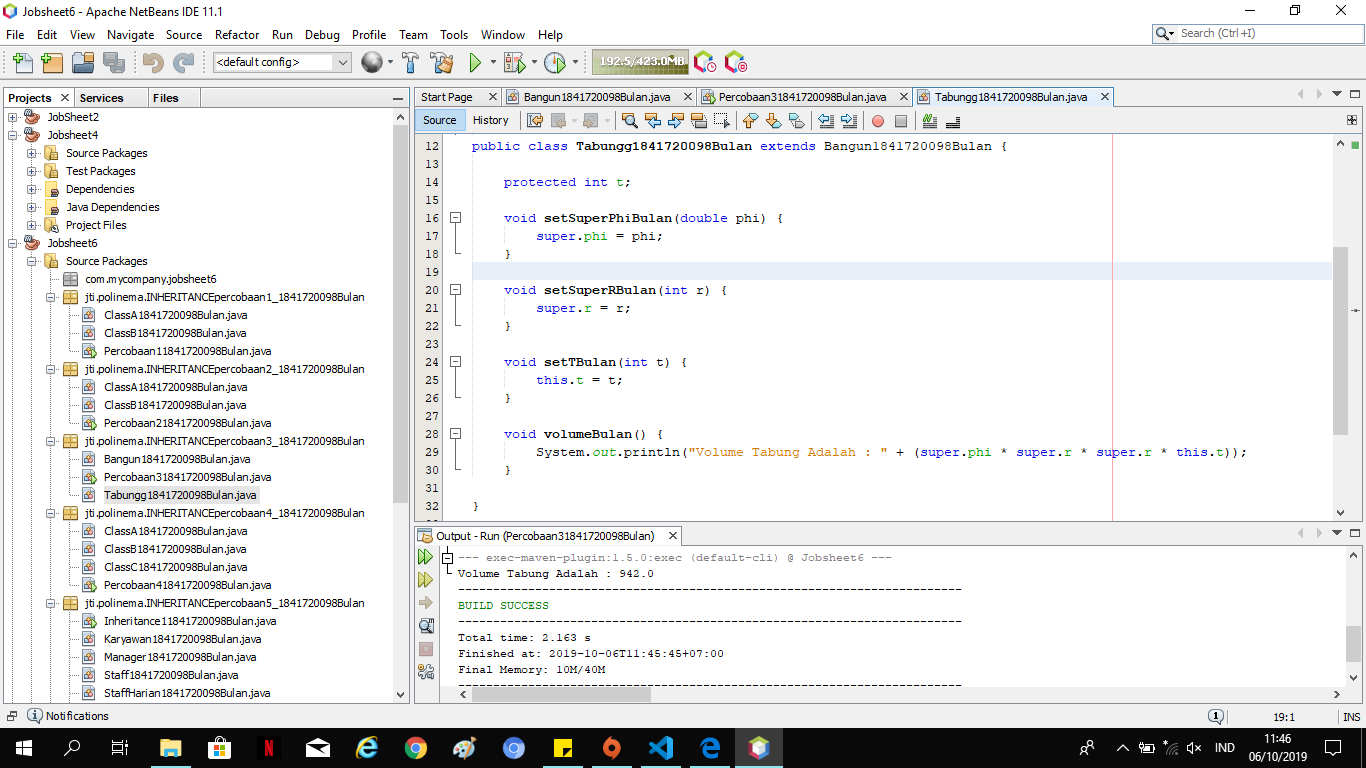 Jobsheet6 - Apache NetBeans IDE 11.1
File Edit View Navigate Source Refactor Run Debug Profile Team Tools Window Help
Search (Ctrl+I)
<default config>
192.5/423.0MB
Projects Services Files
JobSheet2
Jobsheet4
Source Packages
Test Packages
Dependencies
Java Dependencies
Project Files
Jobsheet6
Source Packages
com.mycompany.jobsheet6
jti.polinema.INHERITANCEpercobaan1_1841720098Bulan
ClassA1841720098Bulan.java
ClassB1841720098Bulan.java
Percobaan11841720098Bulan.java
jti.polinema.INHERITANCEpercobaan2_1841720098Bulan
ClassA1841720098Bulan.java
ClassB1841720098Bulan.java
Percobaan21841720098Bulan.java
jti.polinema.INHERITANCEpercobaan3_1841720098Bulan
Bangun1841720098Bulan.java
Percobaan31841720098Bulan.java
Tabungg1841720098Bulan.java
jti.polinema.INHERITANCEpercobaan4_1841720098Bulan
ClassA1841720098Bulan.java
ClassB1841720098Bulan.java
ClassC1841720098Bulan.java
Percobaan41841720098Bulan.java
jti.polinema.INHERITANCEpercobaan5_1841720098Bulan
Inheritance11841720098Bulan.java
Karyawan1841720098Bulan.java
Manager1841720098Bulan.java
Staff1841720098Bulan.java
StaffHarian1841720098Bulan.java
Start Page Bangun1841720098Bulan.java Percobaan31841720098Bulan.java Tabungg1841720098Bulan.java
Source History
12 public class Tabungg1841720098Bulan extends Bangun1841720098Bulan {
13
14 protected int t;
15
16 void setSuperPhiBulan(double phi) {
17 super.phi = phi;
18 }
19
20 void setSuperRBulan(int r) {
21 super.r = r;
22 }
23
24 void setTBulan(int t) {
25 this.t = t;
26 }
27
28 void volumeBulan() {
29 System.out.println("Volume Tabung Adalah : " + (super.phi * super.r * super.r * this.t));
30 }
31
32 }
Output - Run (Percobaan31841720098Bulan)
--- exec-maven-plugin:1.5.0:exec (default-cli) @ Jobsheet6 ---
Volume Tabung Adalah : 942.0
------------------------------------------------------------------------
BUILD SUCCESS
------------------------------------------------------------------------
Total time: 2.163 s
Finished at: 2019-10-06T11:45:45+07:00
Final Memory: 10M/40M
------------------------------------------------------------------------
Notifications
19:1 INS
IND
11:46
06/10/2019